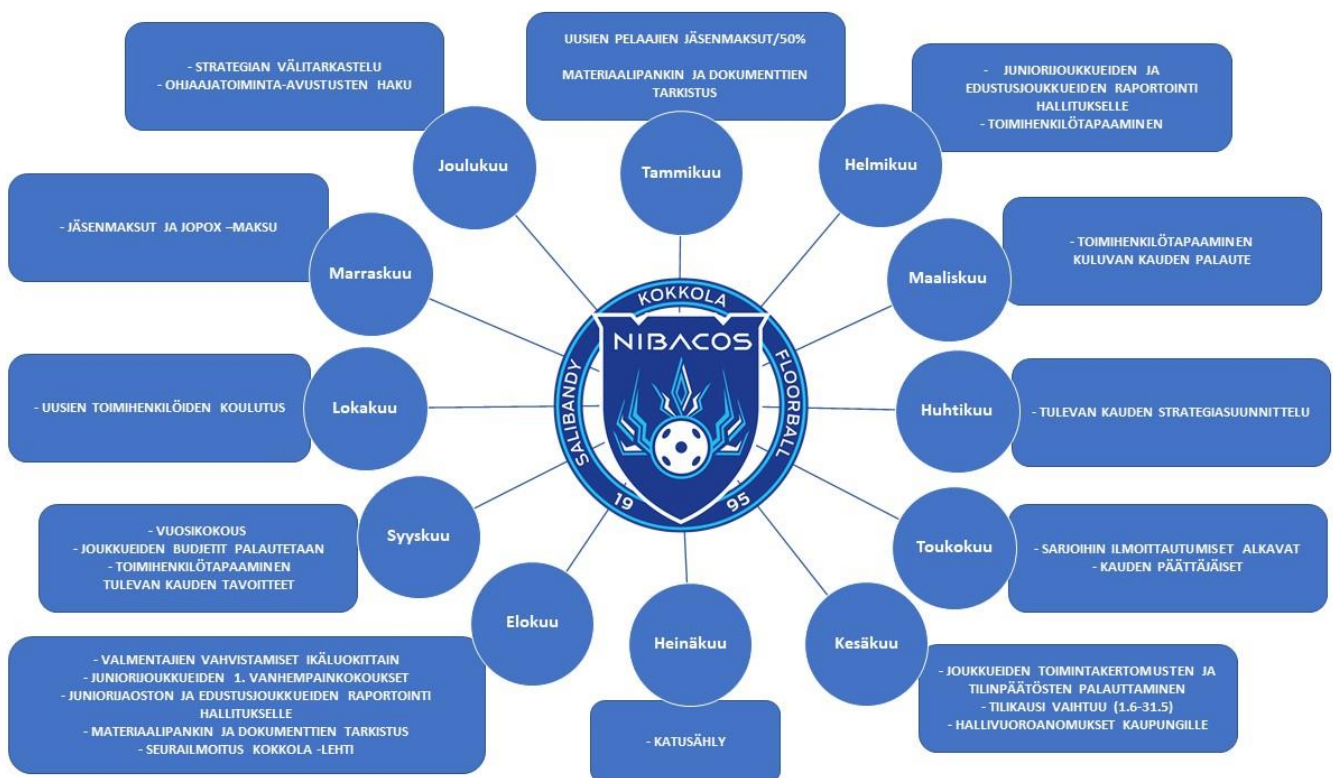 UUSIEN PELAAJIEN JÄSENMAKSUT/50%
MATERIAALIPANKIN JA DOKUMENTTIEN
TARKISTUS
Tammikuu
- JUNIORIJOUKKUEIDEN JA
EDUSTUSJOUKKUEIDEN RAPORTOINTI
HALLITUKSELLE
- TOIMIHENKILÖTAPAAMINEN
Helmikuu
- TOIMIHENKILÖTAPAAMINEN
KULUVAN KAUDEN PALAUTE
Maaliskuu
- TULEVAN KAUDEN STRATEGIASUUNNITTELU
Huhtikuu
- SARJOIHIN ILMOITTAUTUMISET ALKAVAT
- KAUDEN PÄÄTTÄJÄISET
Toukokuu
- JOUKKUEIDEN TOIMINTAKERTOMUSTEN JA
TILINPÄÄTÖSTEN PALAUTTAMINEN
- TILIKAUSI VAIHTUU (1.6-31.5)
- HALLIVUOROANOMUKSET KAUPUNGILLE
Kesäkuu
Heinäkuu
- KATUSÄHLY
Elokuu
- VALMENTAJIEN VAHVISTAMISET IKÄLUOKITTAIN
- JUNIORIJOUKKUEIDEN 1. VANHEMPAINKOKOUKSET
- JUNIORIJAOSTON JA EDUSTUSJOUKKUEIDEN RAPORTOINTI
HALLITUKSELLE
- MATERIAALIPANKIN JA DOKUMENTTIEN TARKISTUS
- SEURAILMOITUS KOKKOLA -LEHTI
Syyskuu
- VUOSIKOKOUS
- JOUKKUEIDEN BUDJETIT PALAUTETAAN
- TOIMIHENKILÖTAPAAMINEN
TULEVAN KAUDEN TAVOITTEET
Lokakuu
- UUSIEN TOIMIHENKILÖIDEN KOULUTUS
Marraskuu
- JÄSENMAKSUT JA JOPOX –MAKSU
Joulukuu
- STRATEGIAN VÄLITARKASTELU
- OHJAAJATOIMINTA-AVUSTUSTEN HAKU
KOKKOLA
NIBACOS
SALIBANDY
FLOORBALL
19
95